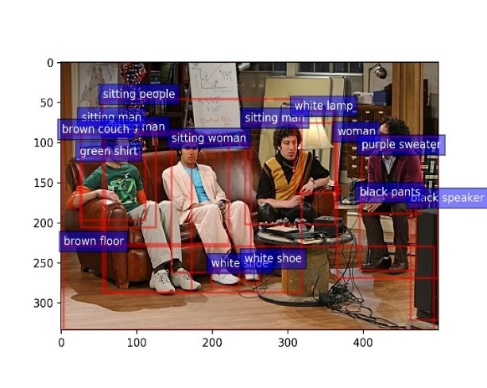 0
50
100
150
200
250
300
0
100
200
300
400
sitting people
white lamp
sitting man
sitting man
brown couch
man
woman
sitting woman
purple sweater
green shirt
black pants
black speaker
brown floor
white shoe
white shoe